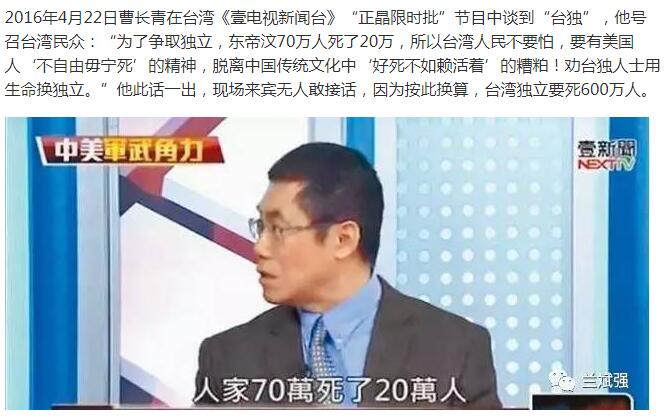 2016年4月22日曹长青在台湾《壹电视新闻台》“正晶限时批”节目中谈到“台独”，他号
召台湾民众：“为了争取独立，东帝汶70万人死了20万，所以台湾人民不要怕，要有美国
人‘不自由毋宁死’的精神，脱离中国传统文化中‘好死不如赖活着’的糟粕！劝台独人士用
生命换独立。”他此话一出，现场来宾无人敢接话，因为按此换算，台湾独立要死600万人。
中美軍武角力
壹新聞
NEXTTV
人家70萬死了20萬人
兰斌强